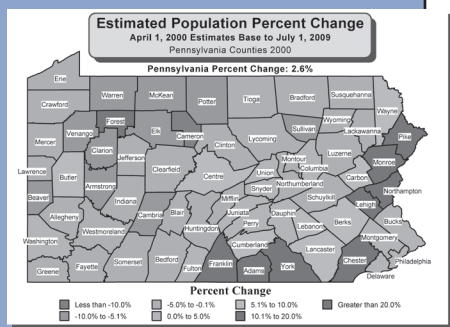 Estimated Population Percent Change
April 1, 2000 Estimates Base to July 1, 2009
Pennsylvania Counties 2000
Pennsylvania Percent Change: 2.6%
Erie
Crawford
Warren
McKean
Potter
Tioga
Bradford
Susquehanna
Wayne
Forest
Wyoming
Mercer
Venango
Elk
Cameron
Sullivan
Lackawanna
Pike
Clarion
Clinton
Lycoming
Luzerne
Jefferson
Montour
Columbia
Monroe
Lawrence
Butler
Clearfield
Centre
Union
Carbon
Armstrong
Snyder
Northumberland
Northampton
Beaver
Indiana
Mifflin
Schuylkill
Lehigh
Allegheny
Cambria
Blair
Juniata
Dauphin
Berks
Bucks
Westmoreland
Huntingdon
Perry
Lebanon
Montgomery
Washington
Cumberland
Lancaster
Philadelphia
Greene
Fayette
Somerset
Bedford
Fulton
Franklin
Adams
York
Chester
Delaware
Percent Change
Less than -10.0% -5.0% to -0.1% 5.1% to 10.0% Greater than 20.0%
-10.0% to -5.1% 0.0% to 5.0% 10.1% to 20.0%